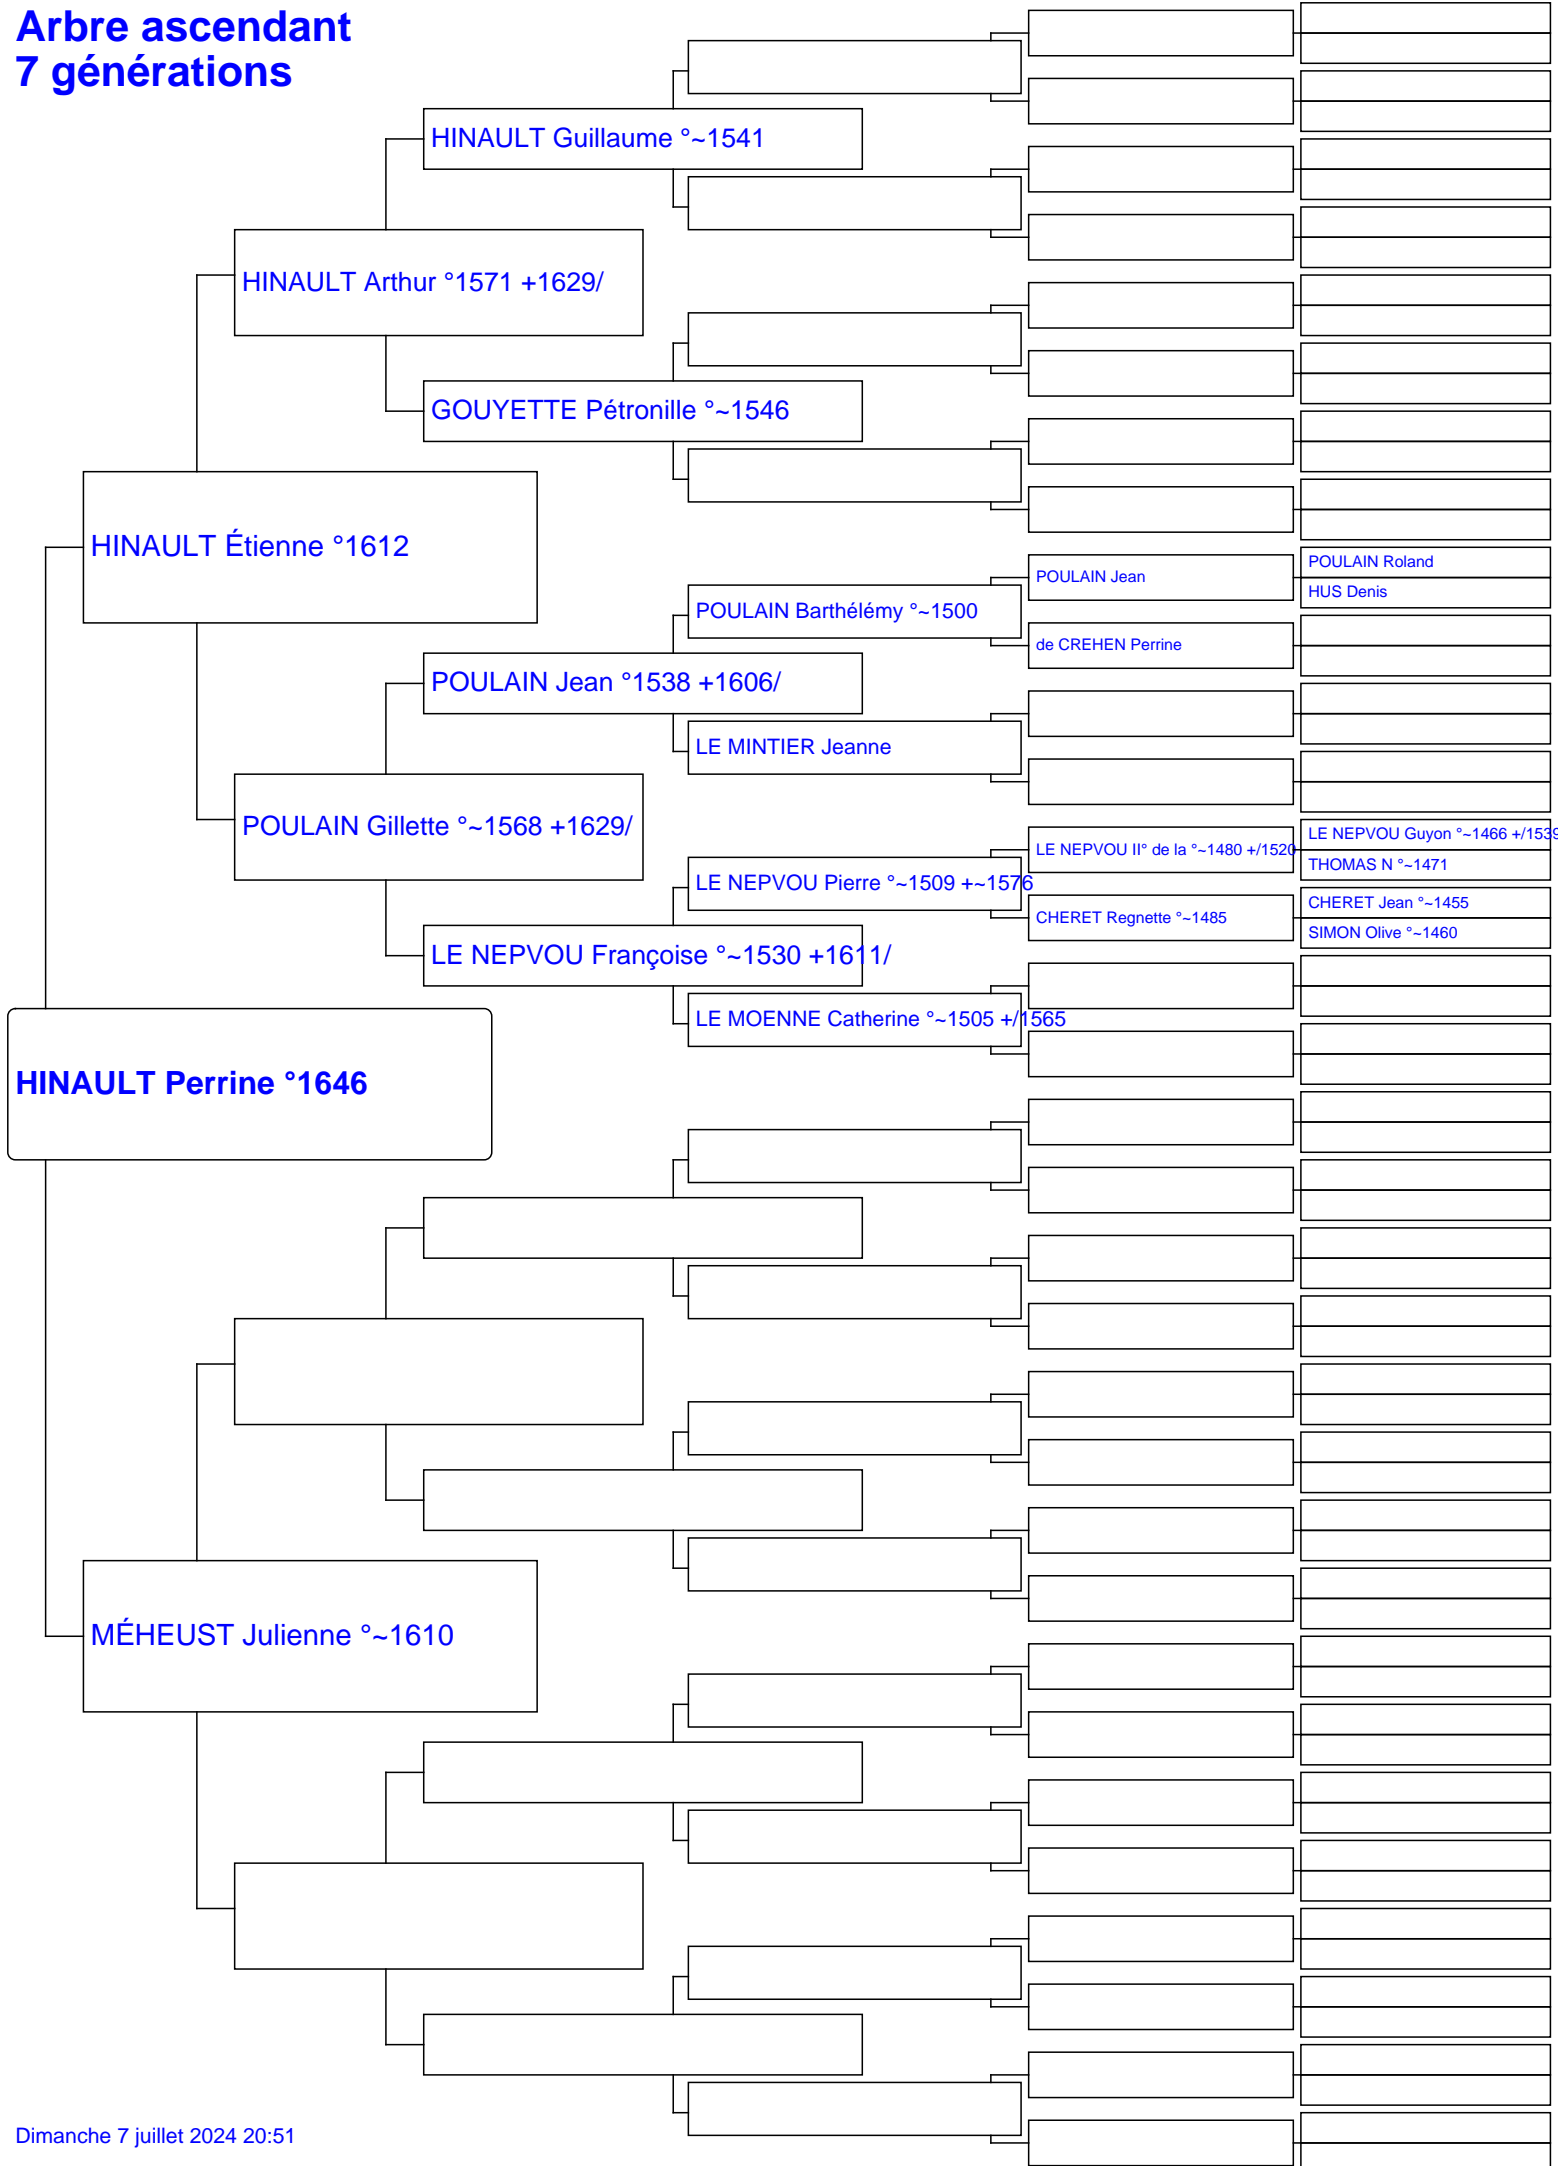 Arbre ascendant
7 générations
HINAULT Guillaume °~1541
HINAULT Arthur °1571 +1629/
GOUYETTE Pétronille °~1546
HINAULT Étienne °1612
POULAIN Roland
POULAIN Jean
HUS Denis
POULAIN Barthélémy °~1500
de CREHEN Perrine
POULAIN Jean °1538 +1606/
LE MINTIER Jeanne
POULAIN Gillette °~1568 +1629/
LE NEPVOU Guyon °~1466 +/1539
LE NEPVOU II° de la °~1480 +/1520
THOMAS N °~1471
LE NEPVOU Pierre °~1509 +~1576
CHERET Jean °~1455
CHERET Regnette °~1485
SIMON Olive °~1460
LE NEPVOU Françoise °~1530 +1611/
LE MOENNE Catherine °~1505 +/1565
HINAULT Perrine °1646
MÉHEUST Julienne °~1610
Dimanche 7 juillet 2024 20:51